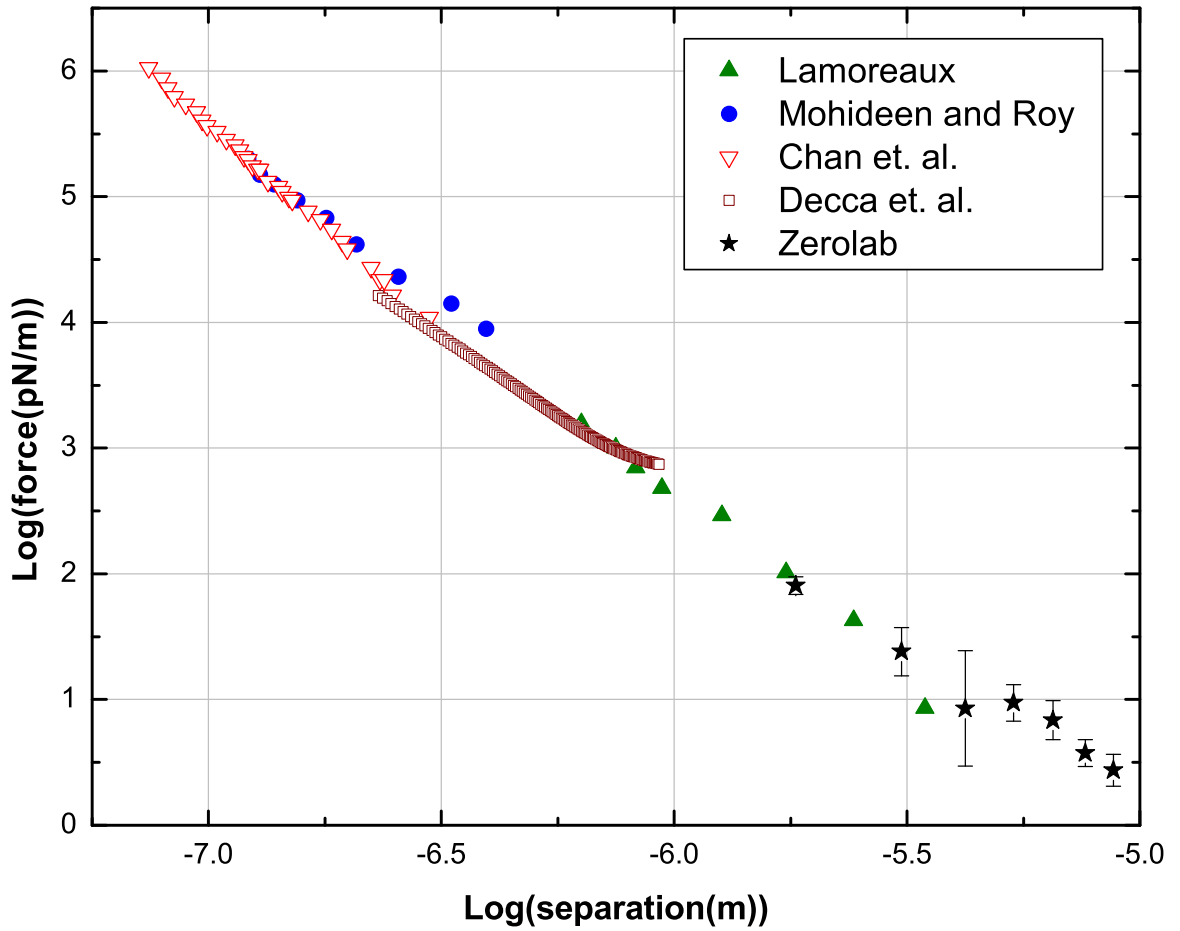 Lamoreaux
Mohideen and Roy
Chan et. al.
Decca et. al.
Zerolab
6
5
4
3
2
1
0
Log(force(pN/m))
-7.0 -6.5 -6.0 -5.5 -5.0
Log(separation(m))